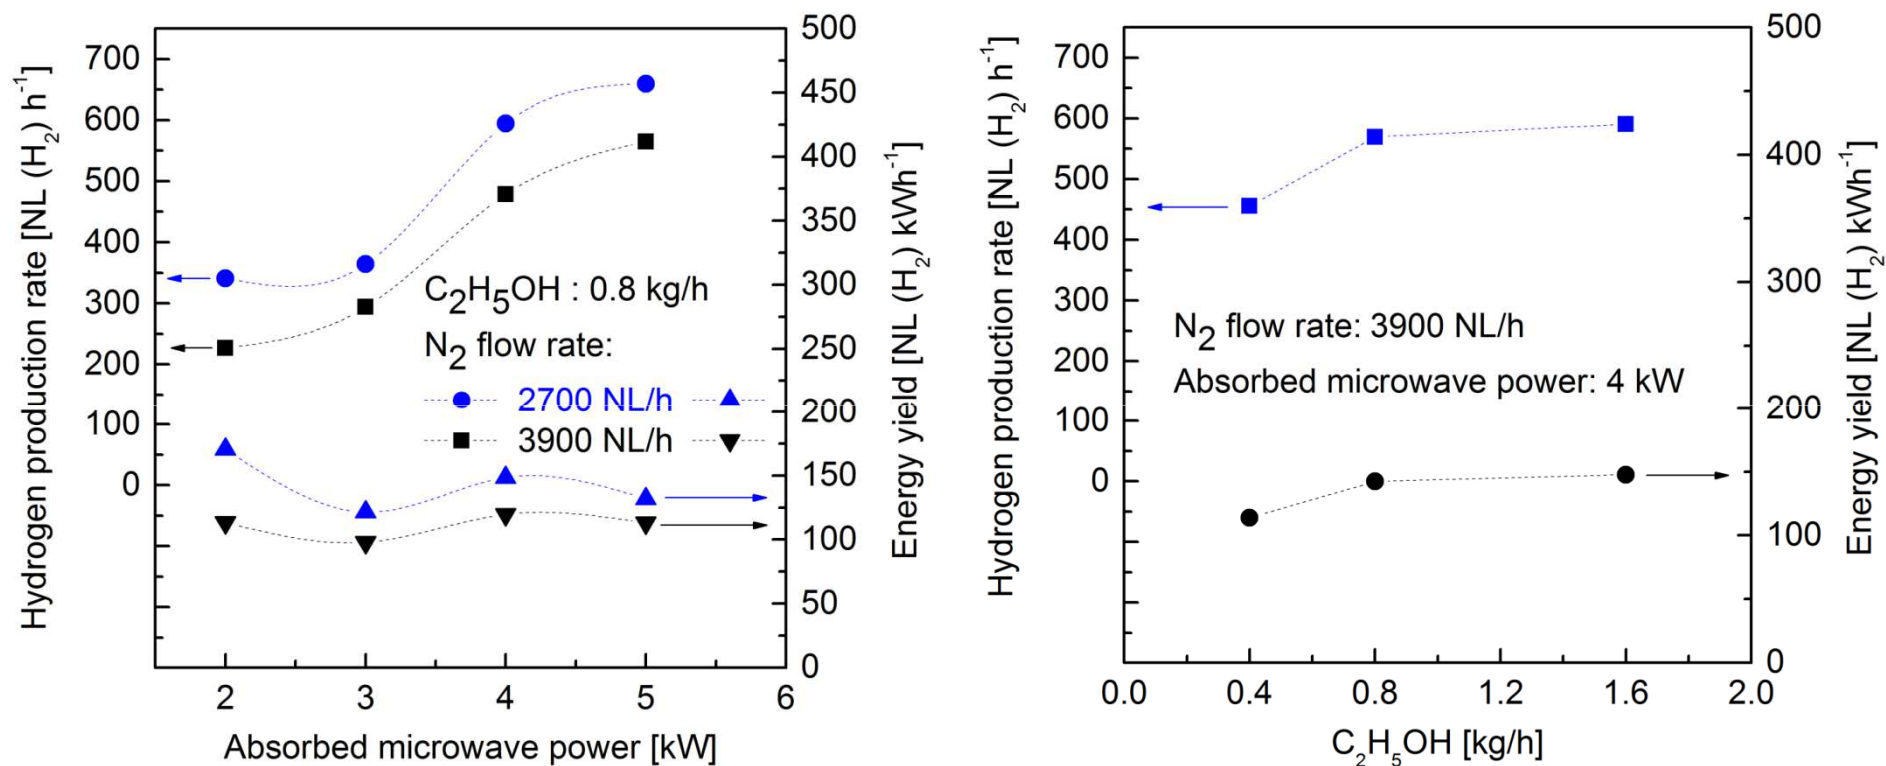 Hydrogen production rate [NL (H₂) h⁻¹]
700
600
500
400
300
200
100
0
500
450
400
350
300
250
200
150
100
50
0
Energy yield [NL (H₂) kWh⁻¹]
C₂H₅OH : 0.8 kg/h
N₂ flow rate:
2700 NL/h
3900 NL/h
2 3 4 5 6
Absorbed microwave power [kW]
Hydrogen production rate [NL (H₂) h⁻¹]
700
600
500
400
300
200
100
0
500
400
300
200
100
0
Energy yield [NL (H₂) kWh⁻¹]
N₂ flow rate: 3900 NL/h
Absorbed microwave power: 4 kW
0.0 0.4 0.8 1.2 1.6 2.0
C₂H₅OH [kg/h]